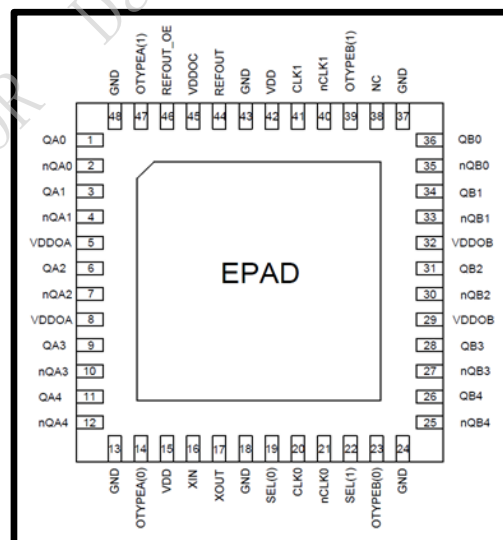 GND
OTYPEA(1)
REFOUT_OE
VDDOC
REFOUT
GND
VDD
CLK1
nCLK1
OTYPEB(1)
NC
GND
48 47 46 45 44 43 42 41 40 39 38 37
QA0 1 36 QB0
nQA0 2 35 nQB0
QA1 3 34 QB1
nQA1 4 33 nQB1
VDDOA 5 32 VDDOB
QA2 6 31 QB2
nQA2 7 30 nQB2
VDDOA 8 29 VDDOB
QA3 9 28 QB3
nQA3 10 27 nQB3
QA4 11 26 QB4
nQA4 12 25 nQB4
EPAD
13 14 15 16 17 18 19 20 21 22 23 24
GND
OTYPEA(0)
VDD
XIN
XOUT
GND
SEL(0)
CLK0
nCLK0
SEL(1)
OTYPEB(0)
GND